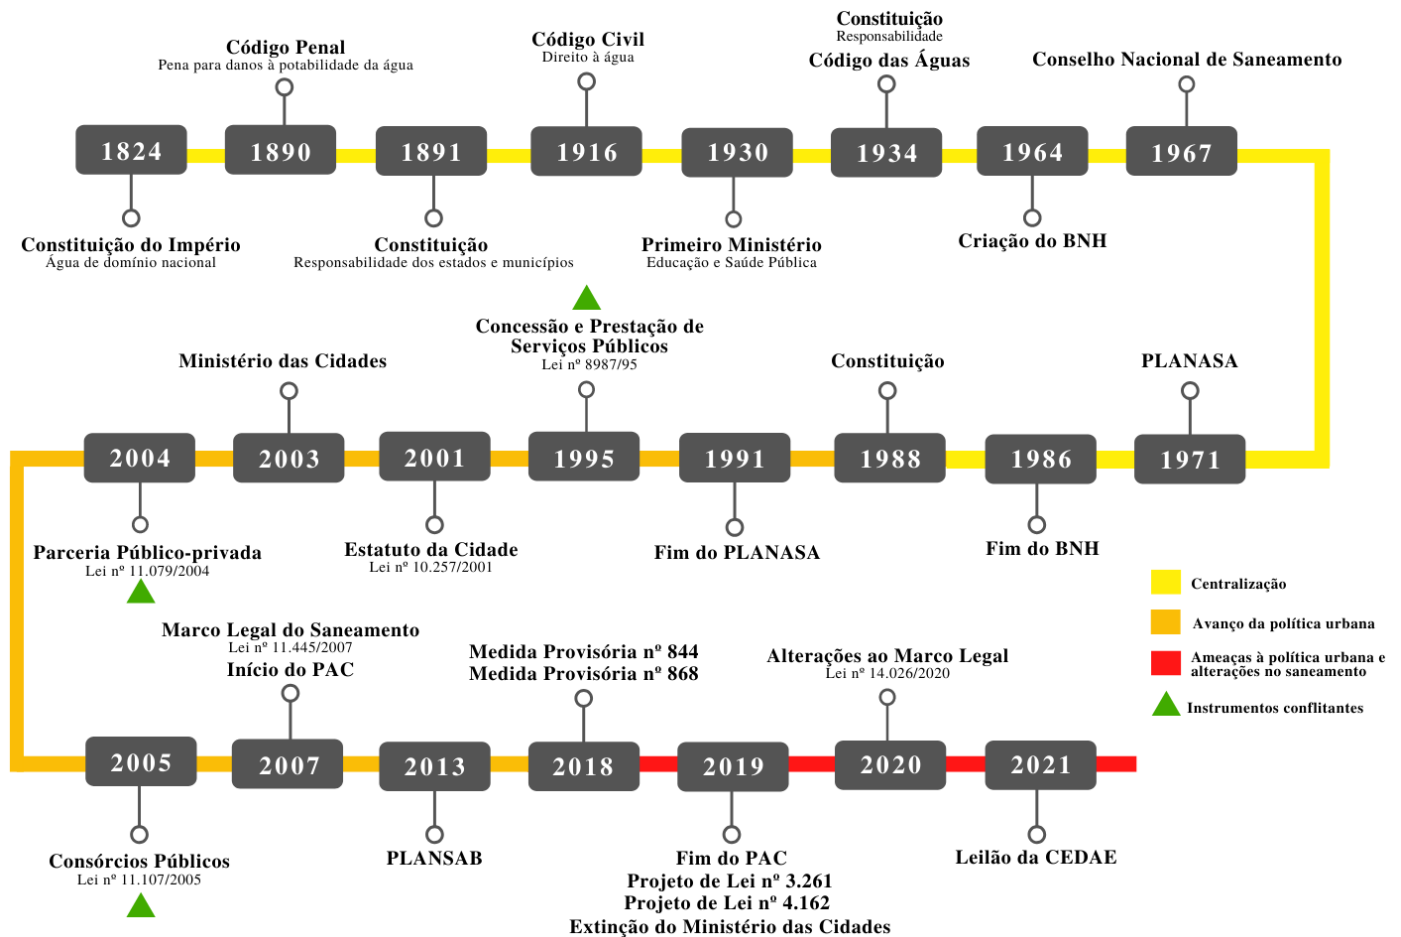 Código Penal
Pena para danos à potabilidade da água
Código Civil
Direito à água
Constituição
Responsabilidade
Código das Águas
Conselho Nacional de Saneamento
1824
1890
1891
1916
1930
1934
1964
1967
Constituição do Império
Água de domínio nacional
Constituição
Responsabilidade dos estados e municípios
Primeiro Ministério
Educação e Saúde Pública
Criação do BNH
Ministério das Cidades
Concessão e Prestação de
Serviços Públicos
Lei nº 8987/95
Constituição
PLANASA
2004
2003
2001
1995
1991
1988
1986
1971
Parceria Público-privada
Lei nº 11.079/2004
Estatuto da Cidade
Lei nº 10.257/2001
Fim do PLANASA
Fim do BNH
Centralização
Avanço da política urbana
Ameaças à política urbana e
alterações no saneamento
Instrumentos conflitantes
Marco Legal do Saneamento
Lei nº 11.445/2007
Início do PAC
Medida Provisória nº 844
Medida Provisória nº 868
Alterações ao Marco Legal
Lei nº 14.026/2020
2005
2007
2013
2018
2019
2020
2021
Consórcios Públicos
Lei nº 11.107/2005
PLANSAB
Fim do PAC
Projeto de Lei nº 3.261
Projeto de Lei nº 4.162
Extinção do Ministério das Cidades
Leilão da CEDAE